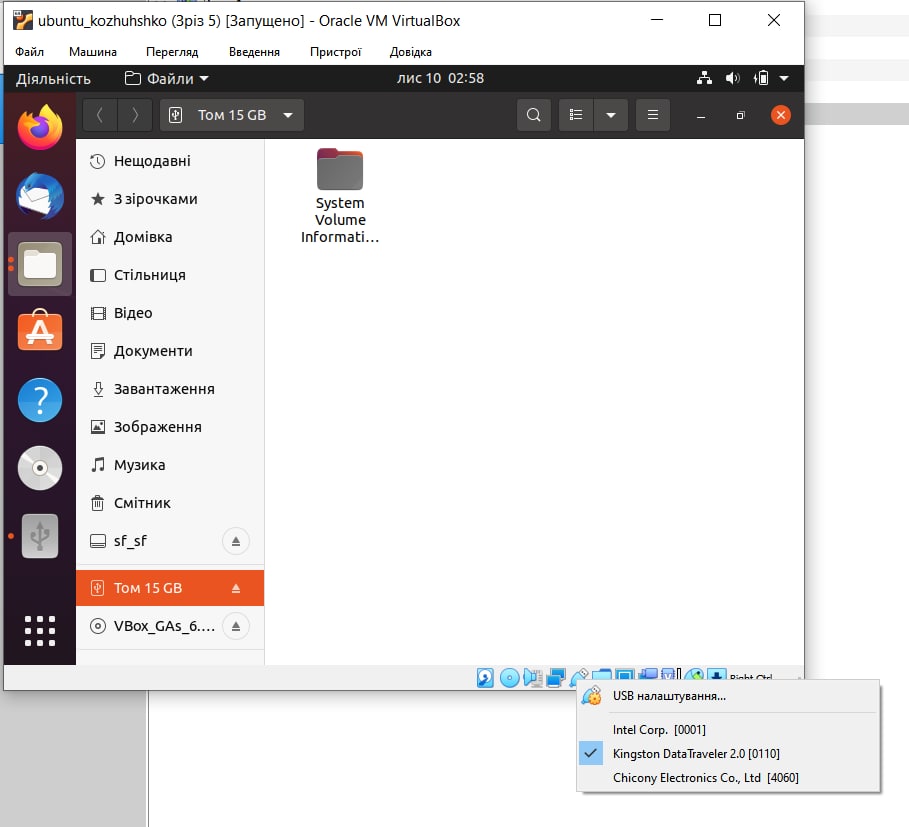 ubuntu_kozhuhshko (Зріз 5) [Запущено] - Oracle VM VirtualBox
Файл Машина Перегляд Введення Пристрої Довідка
Діяльність Файли лис 10 02:58
Том 15 GB
Нещодавні
З зірочками
Домівка
Стільниця
Відео
Документи
Завантаження
Зображення
Музика
Смітник
sf_sf
Том 15 GB
VBox_GAs_6....
System
Volume
Informati...
Right Ctrl
USB налаштування...
Intel Corp. [0001]
Kingston DataTraveler 2.0 [0110]
Chicony Electronics Co., Ltd [4060]